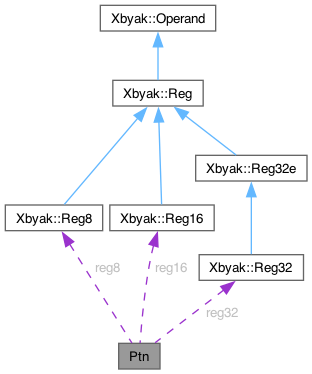 Xbyak::Operand
Xbyak::Reg
Xbyak::Reg32e
Xbyak::Reg8
Xbyak::Reg16
Xbyak::Reg32
reg8
reg16
reg32
Ptn